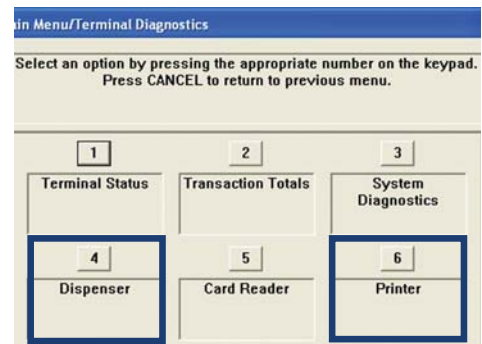 in Menu/Terminal Diagnostics
Select an option by pressing the appropriate number on the keypad.
Press CANCEL to return to previous menu.
1 2 3
Terminal Status Transaction Totals System
Diagnostics
4 5 6
Dispenser Card Reader Printer